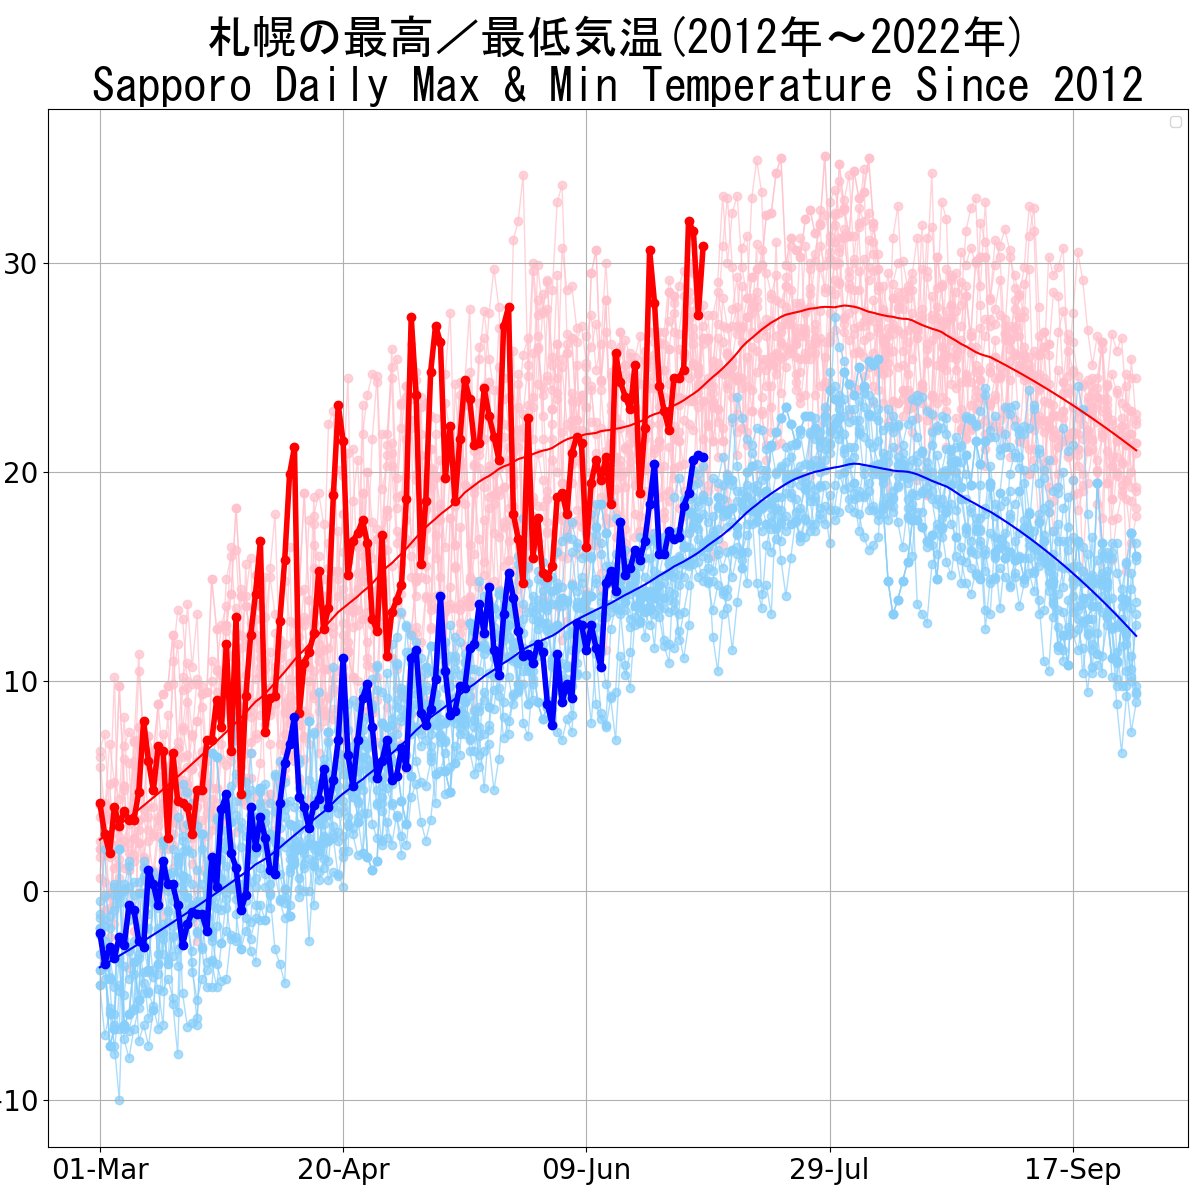 札幌の最高／最低気温(2012年～2022年)
Sapporo Daily Max & Min Temperature Since 2012
30
20
10
0
-10
01-Mar 20-Apr 09-Jun 29-Jul 17-Sep